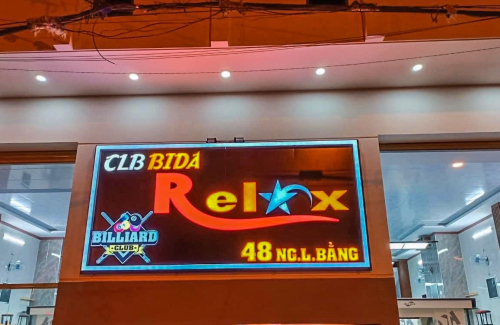 CLB BIDA
Relax
BILLIARD
CLUB
48 NG.L.BẰNG